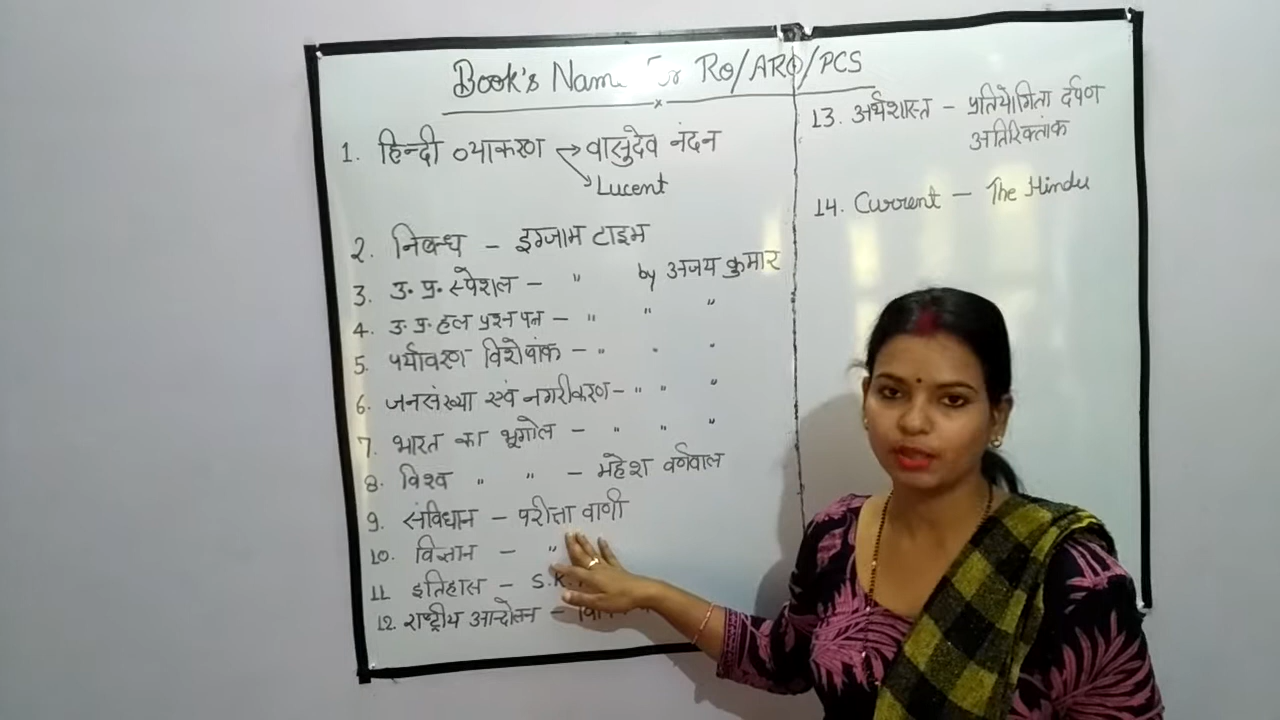 Book's Name For RO/ARO/PCS
1. हिन्दी व्याकरण → वासुदेव नंदन
→ Lucent
2. निबन्ध - इग्जाम टाइम
3. उ. प्र. स्पेशल - " by अजय कुमार
4. उ. प्र. हल प्रश्न पत्र - " " "
5. पर्यावरण विशेषांक - " " "
6. जनसंख्या एवं नगरीकरण - " " "
7. भारत का भूगोल - " " "
8. विश्व " " - महेश वर्णवाल
9. संविधान - परीक्षा वाणी
10. विज्ञान - "
11. इतिहास - S.K.
12. राष्ट्रीय आन्दोलन -
13. अर्थशास्त्र - प्रतियोगिता दर्पण
अतिरिक्तांक
14. Current - The Hindu